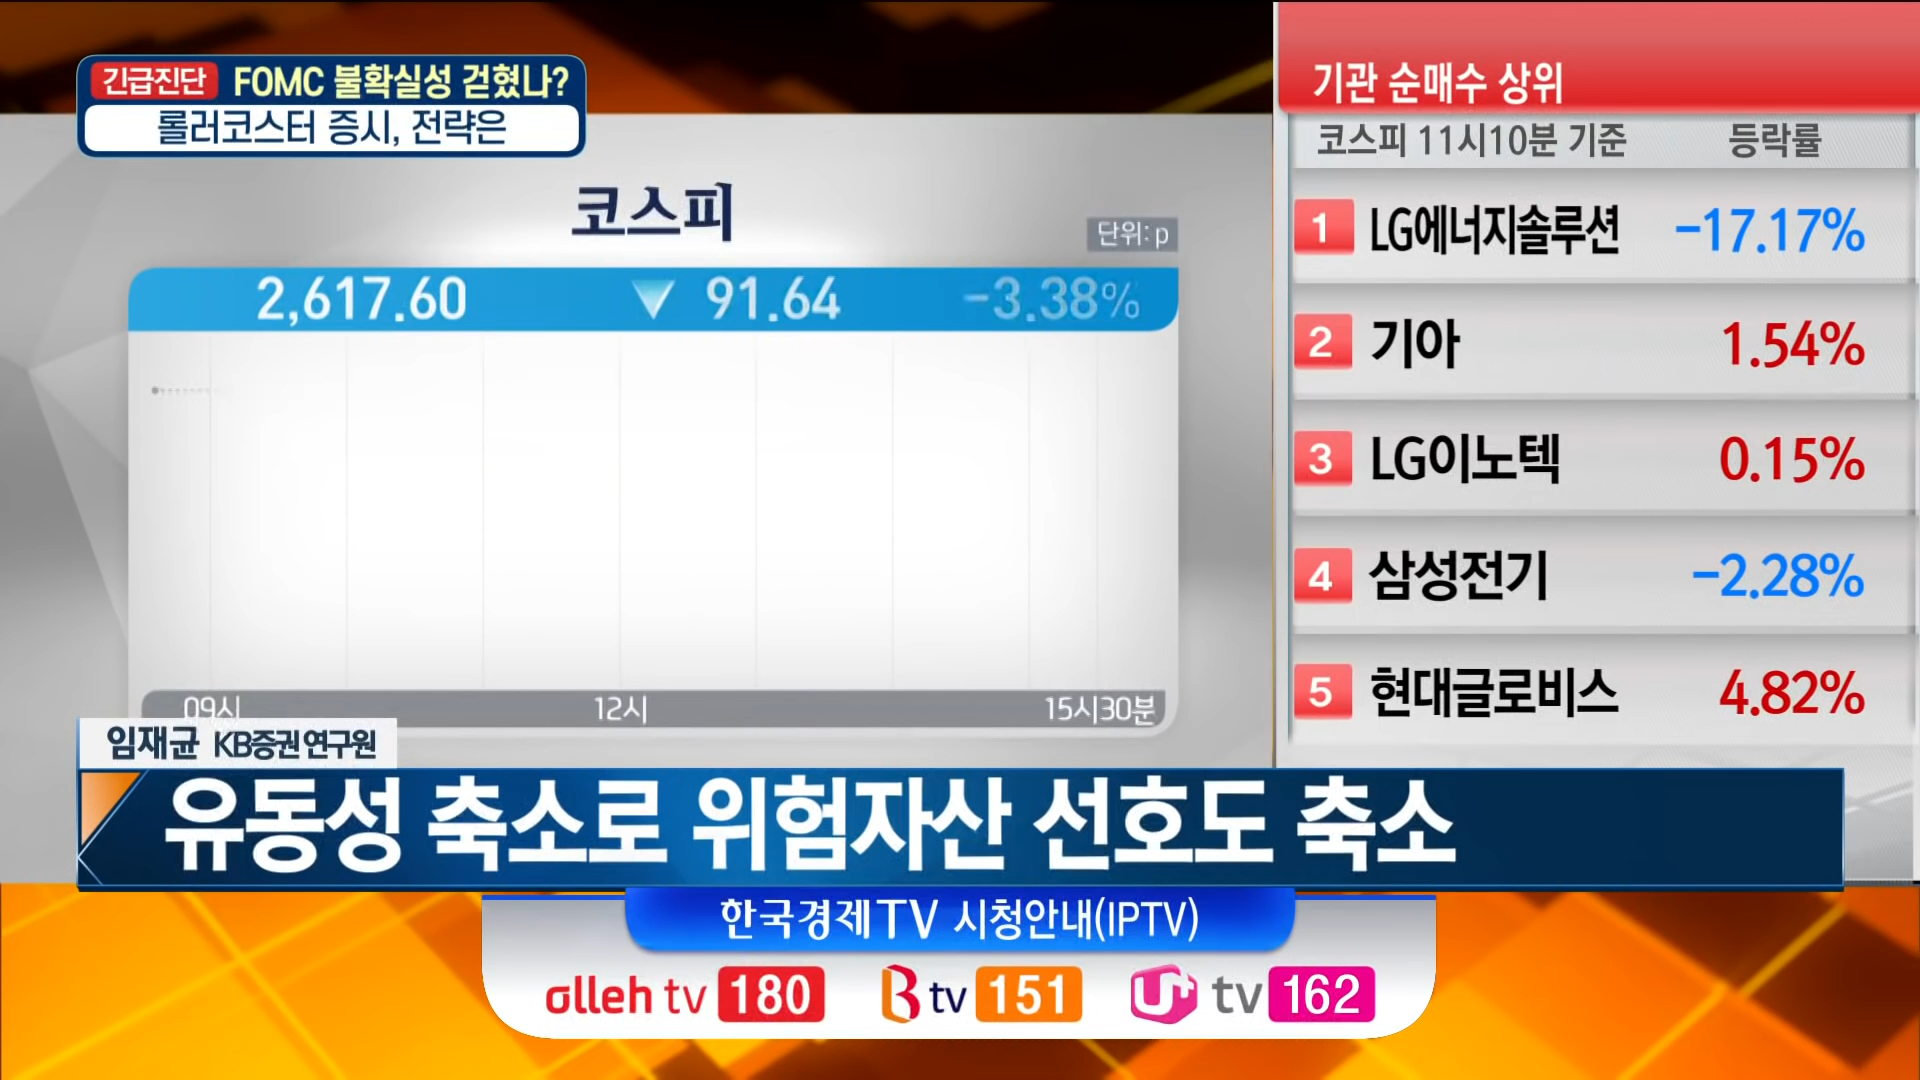 긴급진단 FOMC 불확실성 걷혔나?
롤러코스터 증시, 전략은
코스피
단위:p
2,617.60 ▼ 91.64 -3.38%
09시 12시 15시30분
기관 순매수 상위
코스피 11시10분 기준 등락률
1 LG에너지솔루션 -17.17%
2 기아 1.54%
3 LG이노텍 0.15%
4 삼성전기 -2.28%
5 현대글로비스 4.82%
임재균 KB증권 연구원
유동성 축소로 위험자산 선호도 축소
한국경제TV 시청안내(IPTV)
olleh tv 180 B tv 151 U+ tv 162